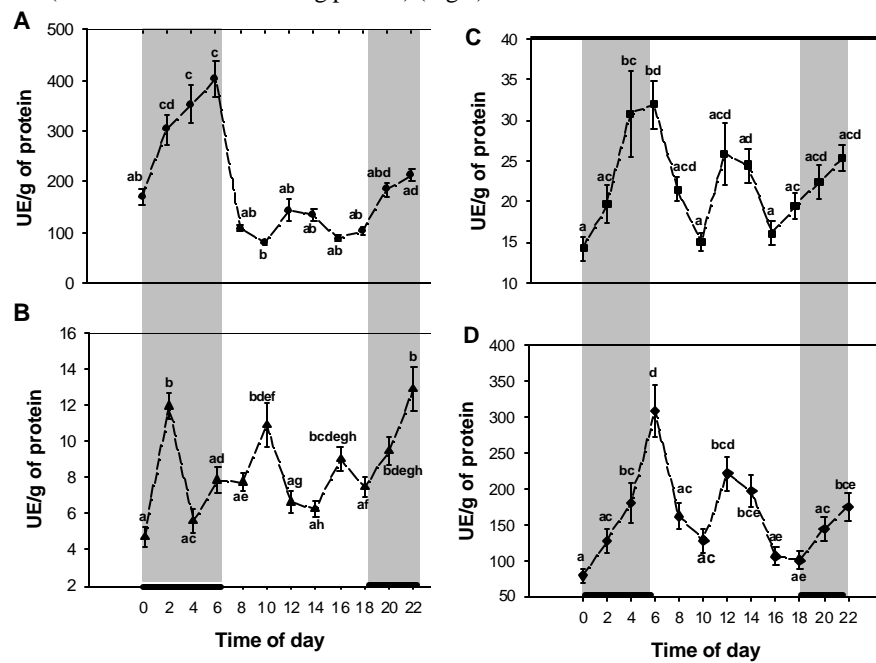 A
500
400
300
200
100
0
UE/g of protein
ab
cd
c
c
ab
b
ab
ab
ab
ab
abd
ad
B
16
14
12
10
8
6
4
2
UE/g of protein
a
b
ac
ad
ae
bdef
ag
ah
bcdegh
af
bdegh
b
0 2 4 6 8 10 12 14 16 18 20 22
Time of day
C
40
35
30
25
20
15
10
UE/g of protein
a
ac
bc
bd
acd
a
acd
ad
a
ac
acd
acd
D
400
350
300
250
200
150
100
50
UE/g of protein
a
ac
bc
d
ac
ac
bcd
bce
ae
ae
ac
bce
0 2 4 6 8 10 12 14 16 18 20 22
Time of day